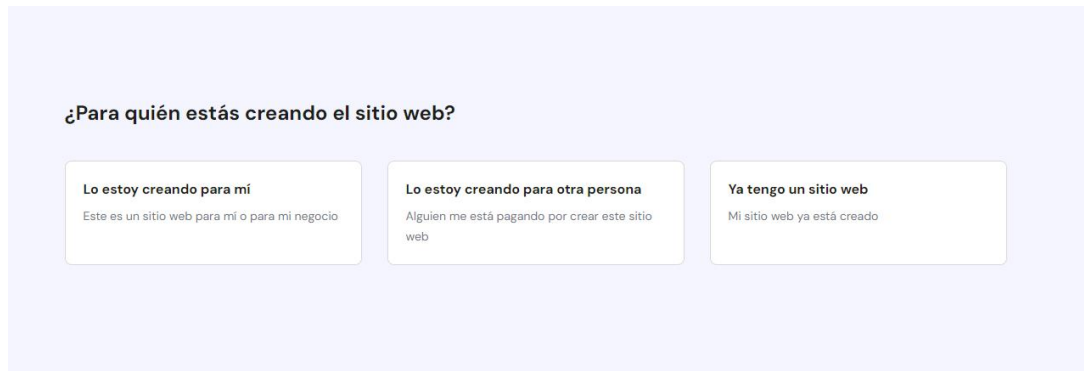 ¿Para quién estás creando el sitio web?
Lo estoy creando para mí
Este es un sitio web para mí o para mi negocio
Lo estoy creando para otra persona
Alguien me está pagando por crear este sitio
web
Ya tengo un sitio web
Mi sitio web ya está creado